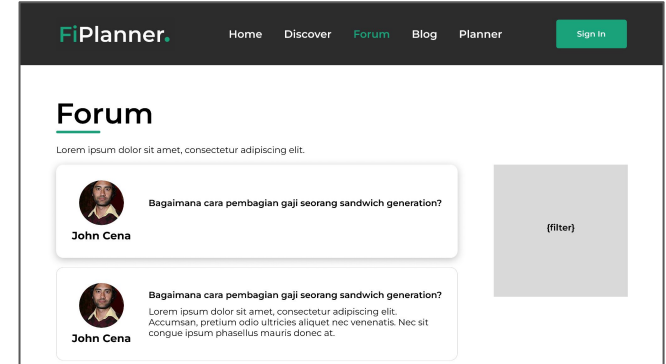 FiPlanner.
Home Discover Forum Blog Planner Sign In
Forum
Lorem ipsum dolor sit amet, consectetur adipiscing elit.
Bagaimana cara pembagian gaji seorang sandwich generation?
John Cena
{filter}
Bagaimana cara pembagian gaji seorang sandwich generation?
Lorem ipsum dolor sit amet, consectetur adipiscing elit.
Accumsan, pretium odio ultricies aliquet nec venenatis. Nec sit
congue ipsum phasellus mauris donec at.
John Cena